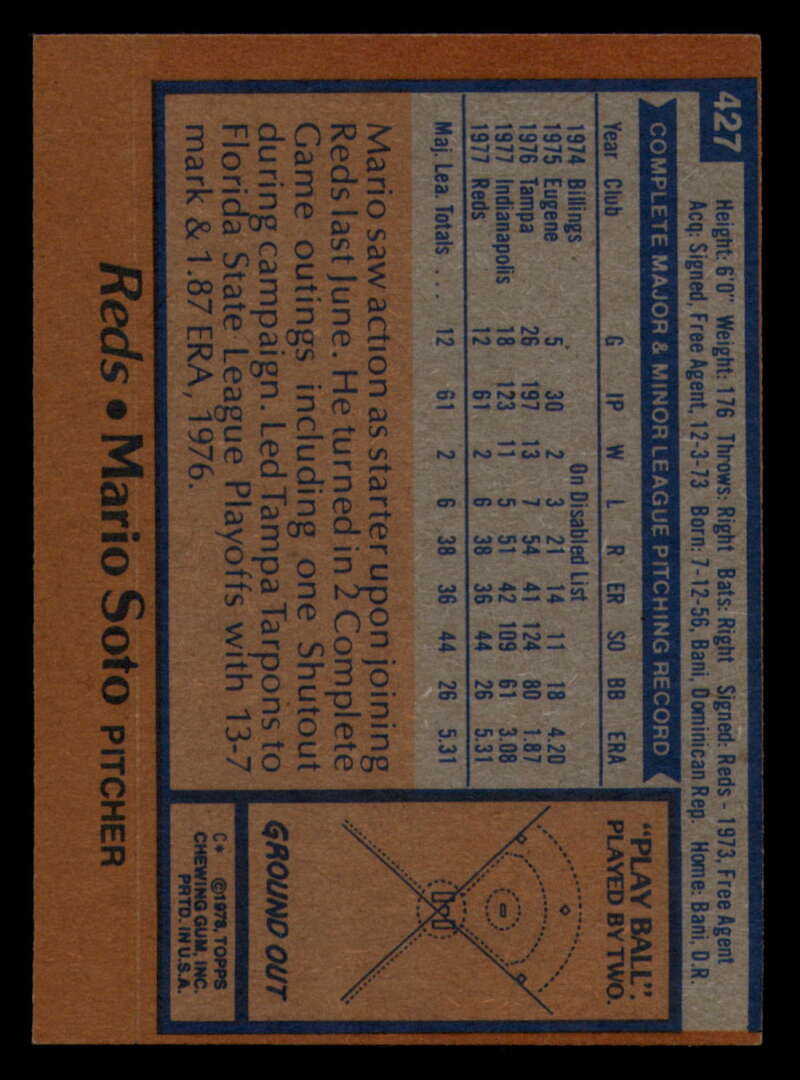 427
Height: 6'0" Weight: 176 Throws: Right Bats: Right Signed: Reds - 1973, Free Agent
Acq: Signed, Free Agent, 12-3-73 Born: 7-12-56, Bani, Dominican Rep. Home: Bani, D.R.
COMPLETE MAJOR & MINOR LEAGUE PITCHING RECORD
Year Club G IP W L R ER SO BB ERA
1974 Billings On Disabled List
1975 Eugene 5 30 2 3 21 14 11 18 4.20
1976 Tampa 26 197 13 7 54 41 124 80 1.87
1977 Indianapolis 18 123 11 5 51 42 109 61 3.08
1977 Reds 12 61 2 6 38 36 44 26 5.31
Maj. Lea. Totals ... 12 61 2 6 38 36 44 26 5.31
Mario saw action as starter upon joining
Reds last June. He turned in 2 Complete
Game outings including one Shutout
during campaign. Led Tampa Tarpons to
Florida State League Playoffs with 13-7
mark & 1.87 ERA, 1976.
"PLAY BALL".
PLAYED BY TWO.
GROUND OUT
C* ©1978, TOPPS
CHEWING GUM, INC.
PRTD. IN U.S.A.
Reds • Mario Soto PITCHER